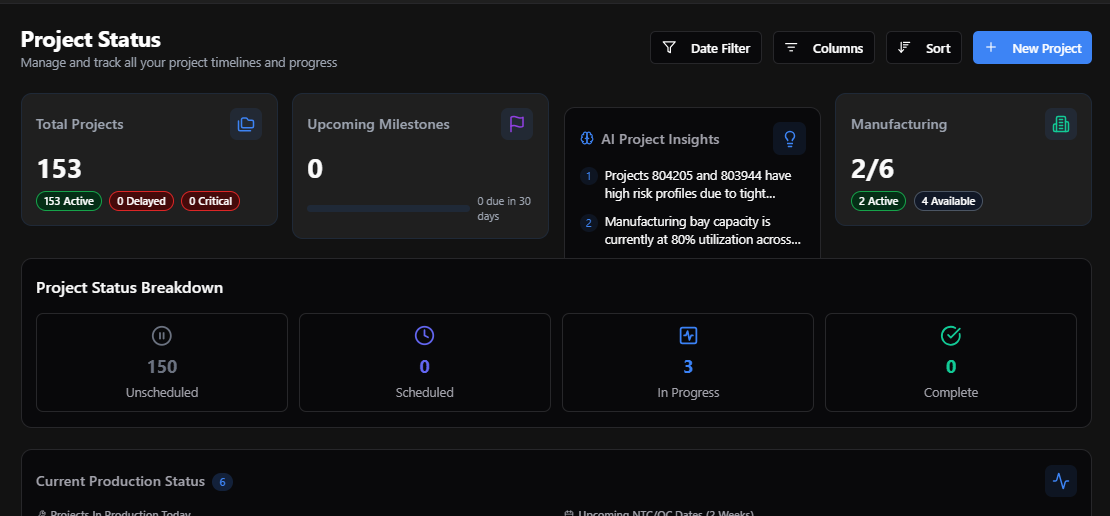 Project Status
Manage and track all your project timelines and progress
Date Filter
Columns
Sort
New Project
Total Projects
153
153 Active
0 Delayed
0 Critical
Upcoming Milestones
0
0 due in 30
days
AI Project Insights
1 Projects 804205 and 803944 have
high risk profiles due to tight...
2 Manufacturing bay capacity is
currently at 80% utilization across...
Manufacturing
2/6
2 Active
4 Available
Project Status Breakdown
150
Unscheduled
0
Scheduled
3
In Progress
0
Complete
Current Production Status 6
Projects In Production Today
Upcoming NTC/QC Dates (2 Weeks)